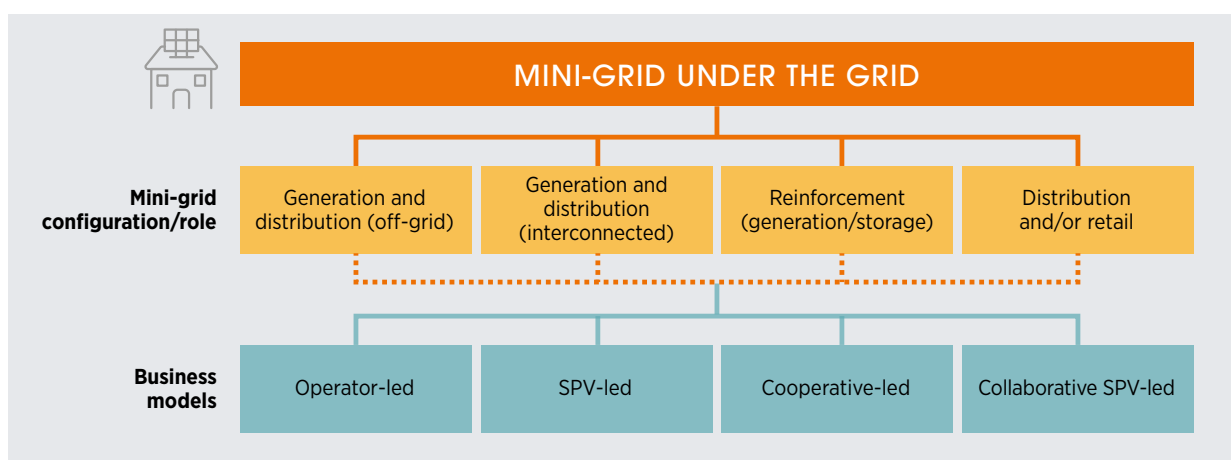 MINI-GRID UNDER THE GRID
Mini-grid
configuration/role
Generation and
distribution (off-grid)
Generation and
distribution
(interconnected)
Reinforcement
(generation/storage)
Distribution
and/or retail
Business
models
Operator-led
SPV-led
Cooperative-led
Collaborative SPV-led